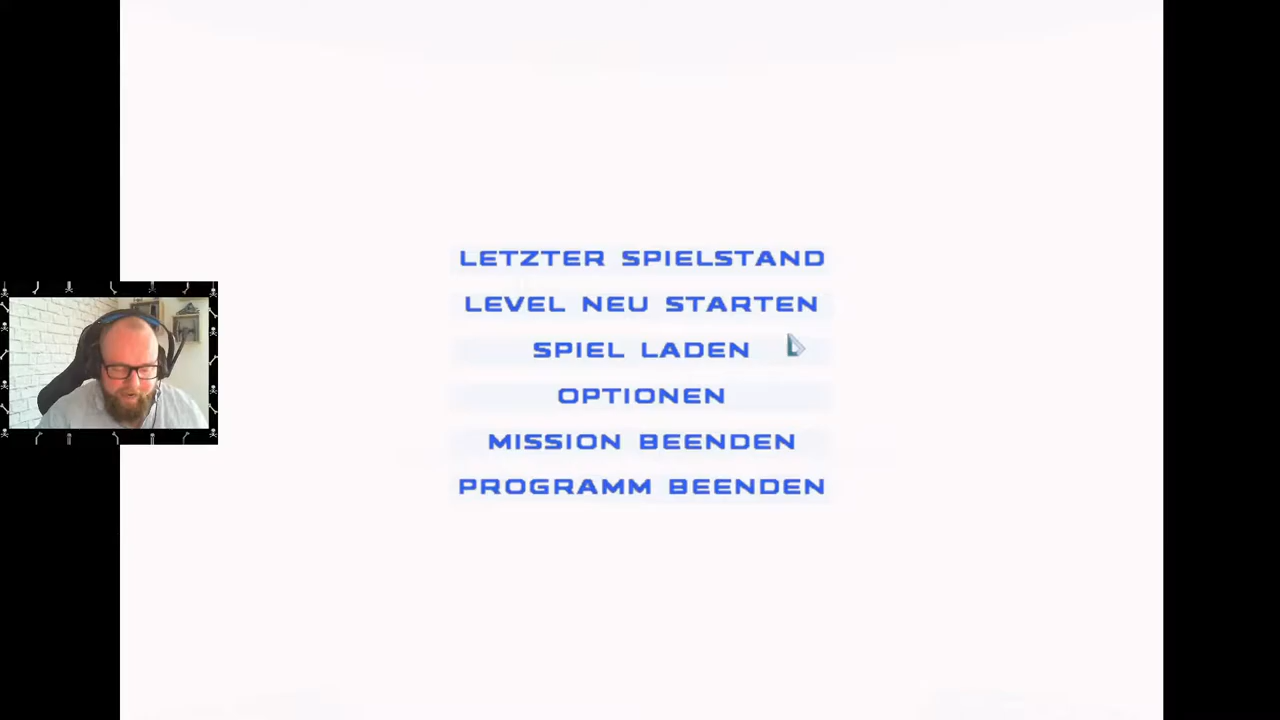 LETZTER SPIELSTAND
LEVEL NEU STARTEN
SPIEL LADEN
OPTIONEN
MISSION BEENDEN
PROGRAMM BEENDEN